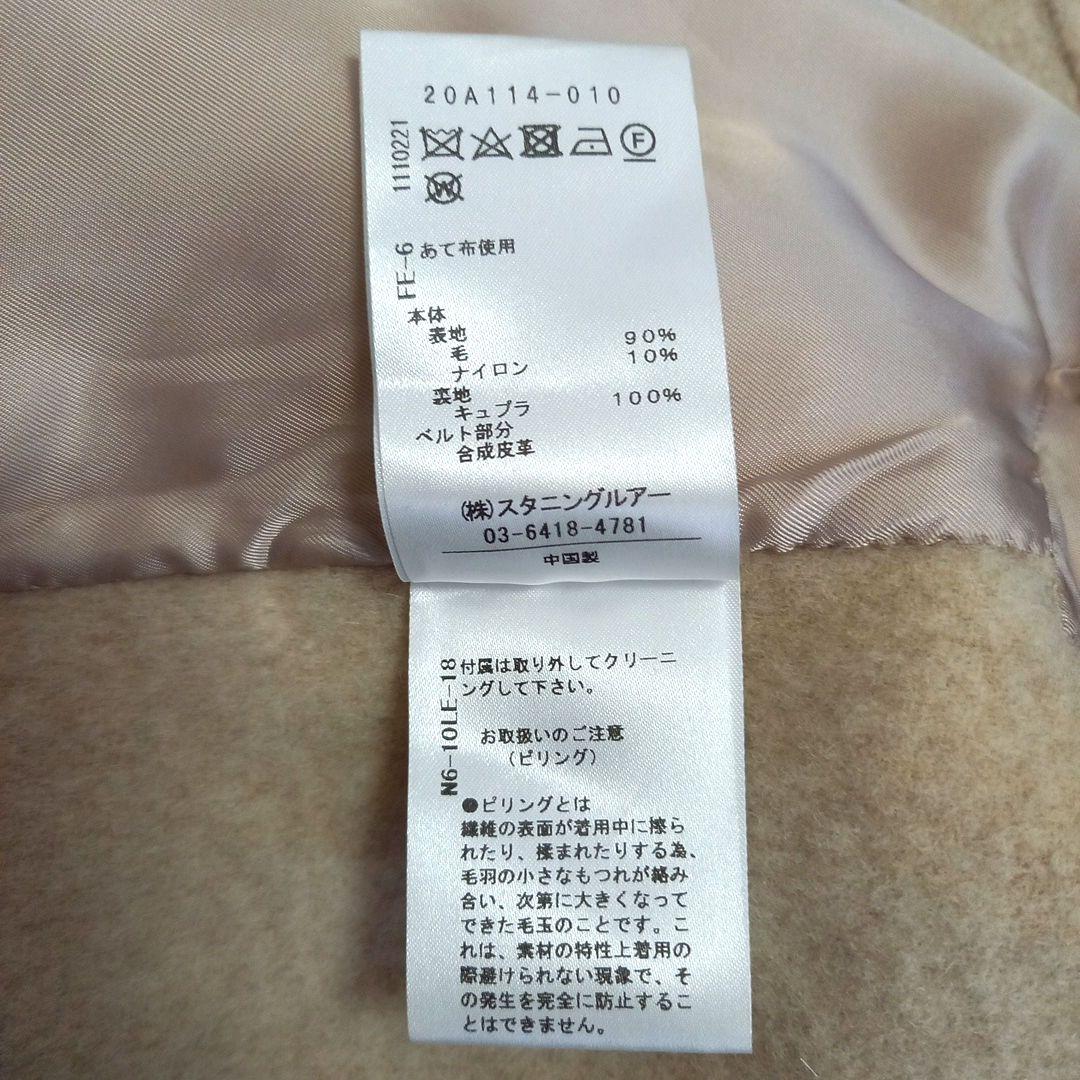 20A114-010
1110221
F
W
FE-6
あて布使用
本体
表地 90%
毛 10%
ナイロン
裏地
キュプラ 100%
ベルト部分
合成皮革
(株)スタニングルアー
03-6418-4781
中国製
N6-10LE-18
付属は取り外してクリーニ
ングして下さい。
お取扱いのご注意
(ピリング)
●ピリングとは
繊維の表面が着用中に擦ら
れたり、揉まれたりする為、
毛羽の小さなもつれが絡み
合い、次第に大きくなって
できた毛玉のことです。こ
れは、素材の特性上着用の
際避けられない現象で、そ
の発生を完全に防止するこ
とはできません。